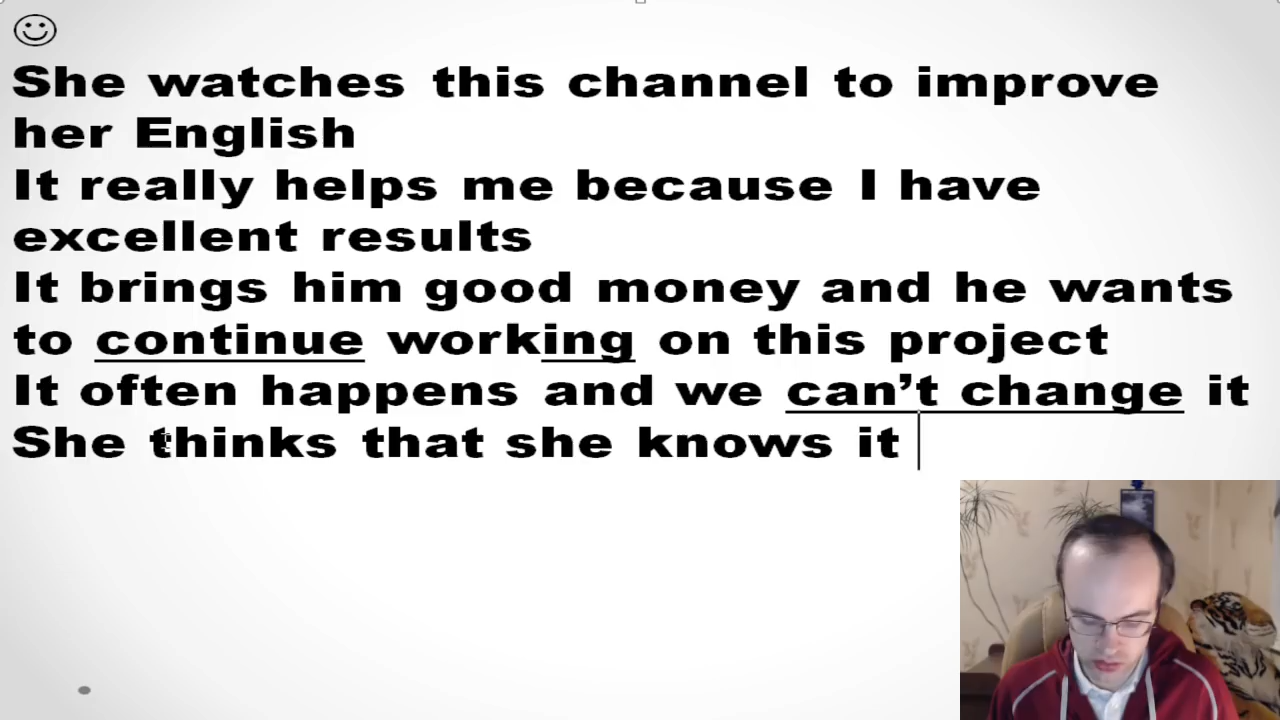 She watches this channel to improve
her English
It really helps me because I have
excellent results
It brings him good money and he wants
to continue working on this project
It often happens and we can’t change it
She thinks that she knows it